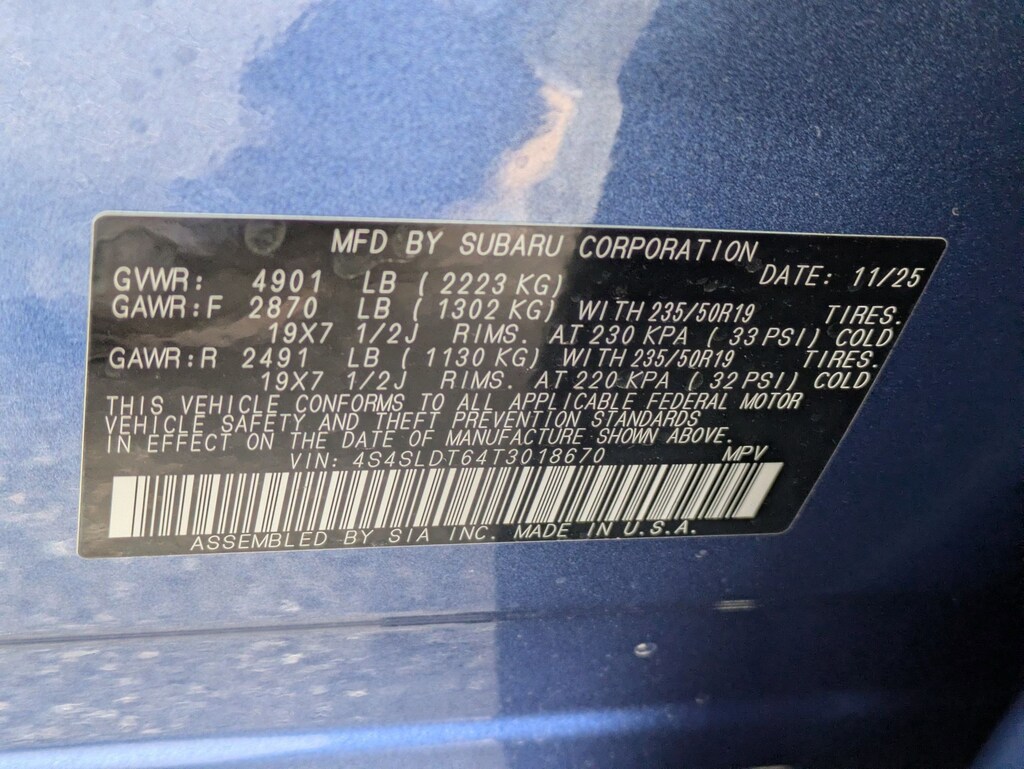 MFD BY SUBARU CORPORATION
GVWR: 4901 LB ( 2223 KG) DATE: 11/25
GAWR:F 2870 LB ( 1302 KG) WITH 235/50R19 TIRES.
19X7 1/2J RIMS. AT 230 KPA ( 33 PSI) COLD
GAWR:R 2491 LB ( 1130 KG) WITH 235/50R19 TIRES.
19X7 1/2J RIMS. AT 220 KPA ( 32 PSI) COLD
THIS VEHICLE CONFORMS TO ALL APPLICABLE FEDERAL MOTOR
VEHICLE SAFETY AND THEFT PREVENTION STANDARDS
IN EFFECT ON THE DATE OF MANUFACTURE SHOWN ABOVE.
VIN: 4S4SLDT64T3018670 MPV
ASSEMBLED BY SIA INC. MADE IN U.S.A.